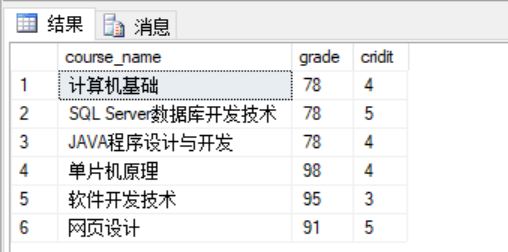 结果 消息
course_name grade cridit
1 计算机基础 78 4
2 SQL Server数据库开发技术 78 5
3 JAVA程序设计与开发 78 4
4 单片机原理 98 4
5 软件开发技术 95 3
6 网页设计 91 5